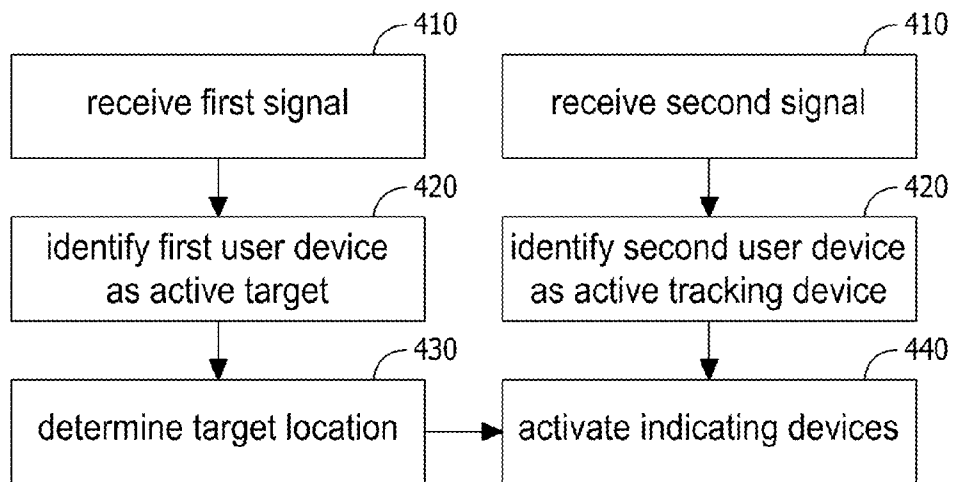 410
receive first signal
410
receive second signal
420
identify first user device
as active target
420
identify second user device
as active tracking device
430
determine target location
440
activate indicating devices